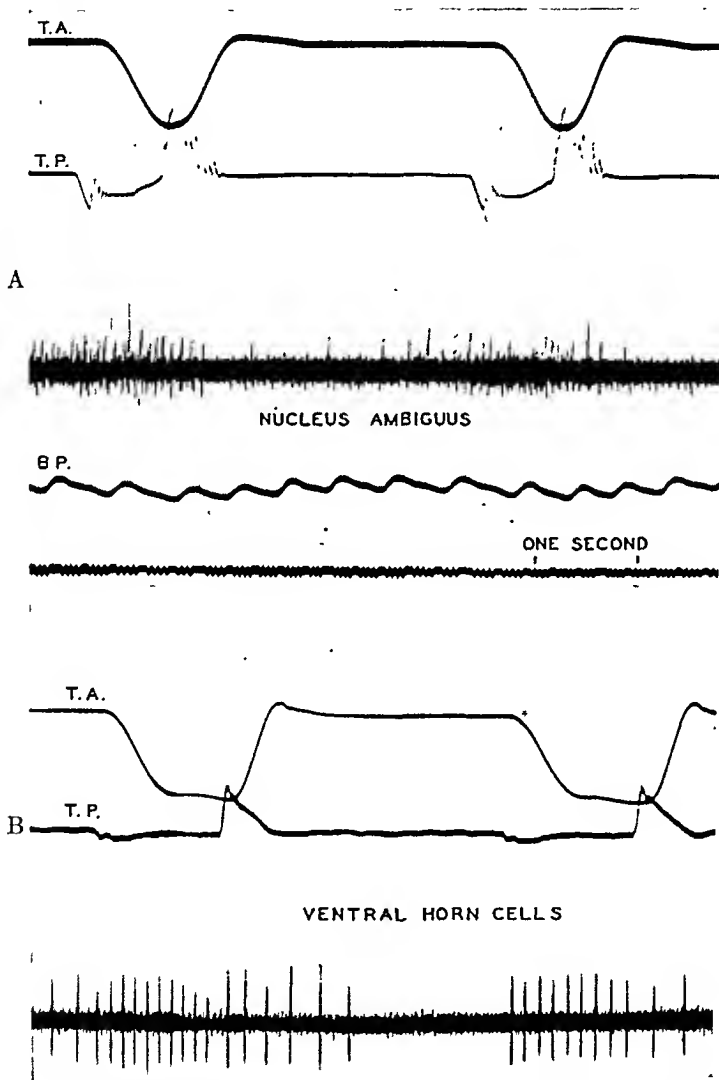 T.A.
T.P.
A
NUCLEUS AMBIGUUS
B P.
ONE SECOND
T.A.
T.P.
B
VENTRAL HORN CELLS